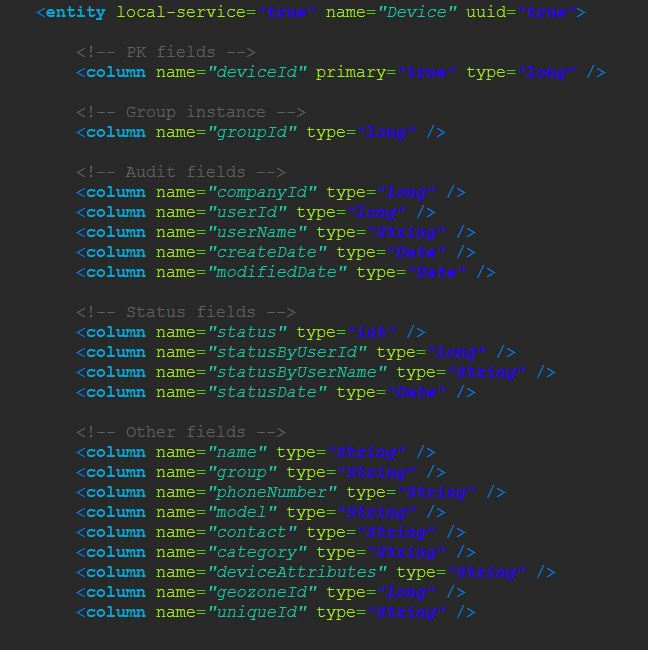 <entity local-service="true" name="Device" uuid="true">
<!-- PK fields -->
<column name="deviceId" primary="true" type="long" />
<!-- Group instance -->
<column name="groupId" type="long" />
<!-- Audit fields -->
<column name="companyId" type="long" />
<column name="userId" type="long" />
<column name="userName" type="String" />
<column name="createDate" type="Date" />
<column name="modifiedDate" type="Date" />
<!-- Status fields -->
<column name="status" type="int" />
<column name="statusByUserId" type="long" />
<column name="statusByUserName" type="String" />
<column name="statusDate" type="Date" />
<!-- Other fields -->
<column name="name" type="String" />
<column name="group" type="String" />
<column name="phoneNumber" type="String" />
<column name="model" type="String" />
<column name="contact" type="String" />
<column name="category" type="String" />
<column name="deviceAttributes" type="String" />
<column name="geozoneId" type="long" />
<column name="uniqueId" type="String" />